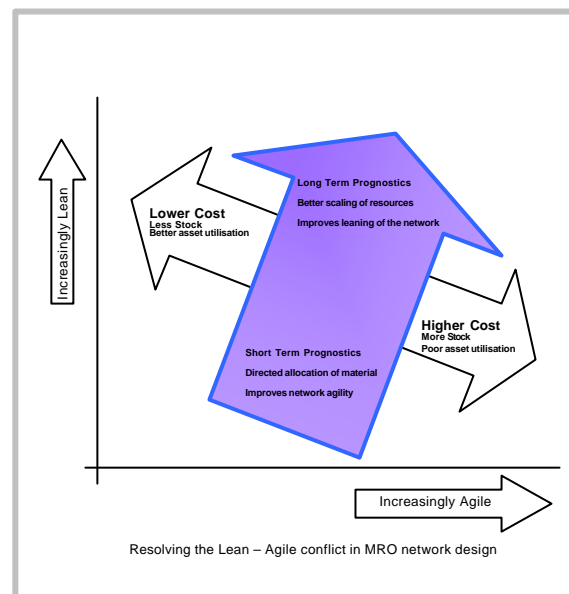 Increasingly Lean
Long Term Prognostics
Better scaling of resources
Improves leaning of the network
Lower Cost
Less Stock
Better asset utilisation
Higher Cost
More Stock
Poor asset utilisation
Short Term Prognostics
Directed allocation of material
Improves network agility
Increasingly Agile
Resolving the Lean – Agile conflict in MRO network design